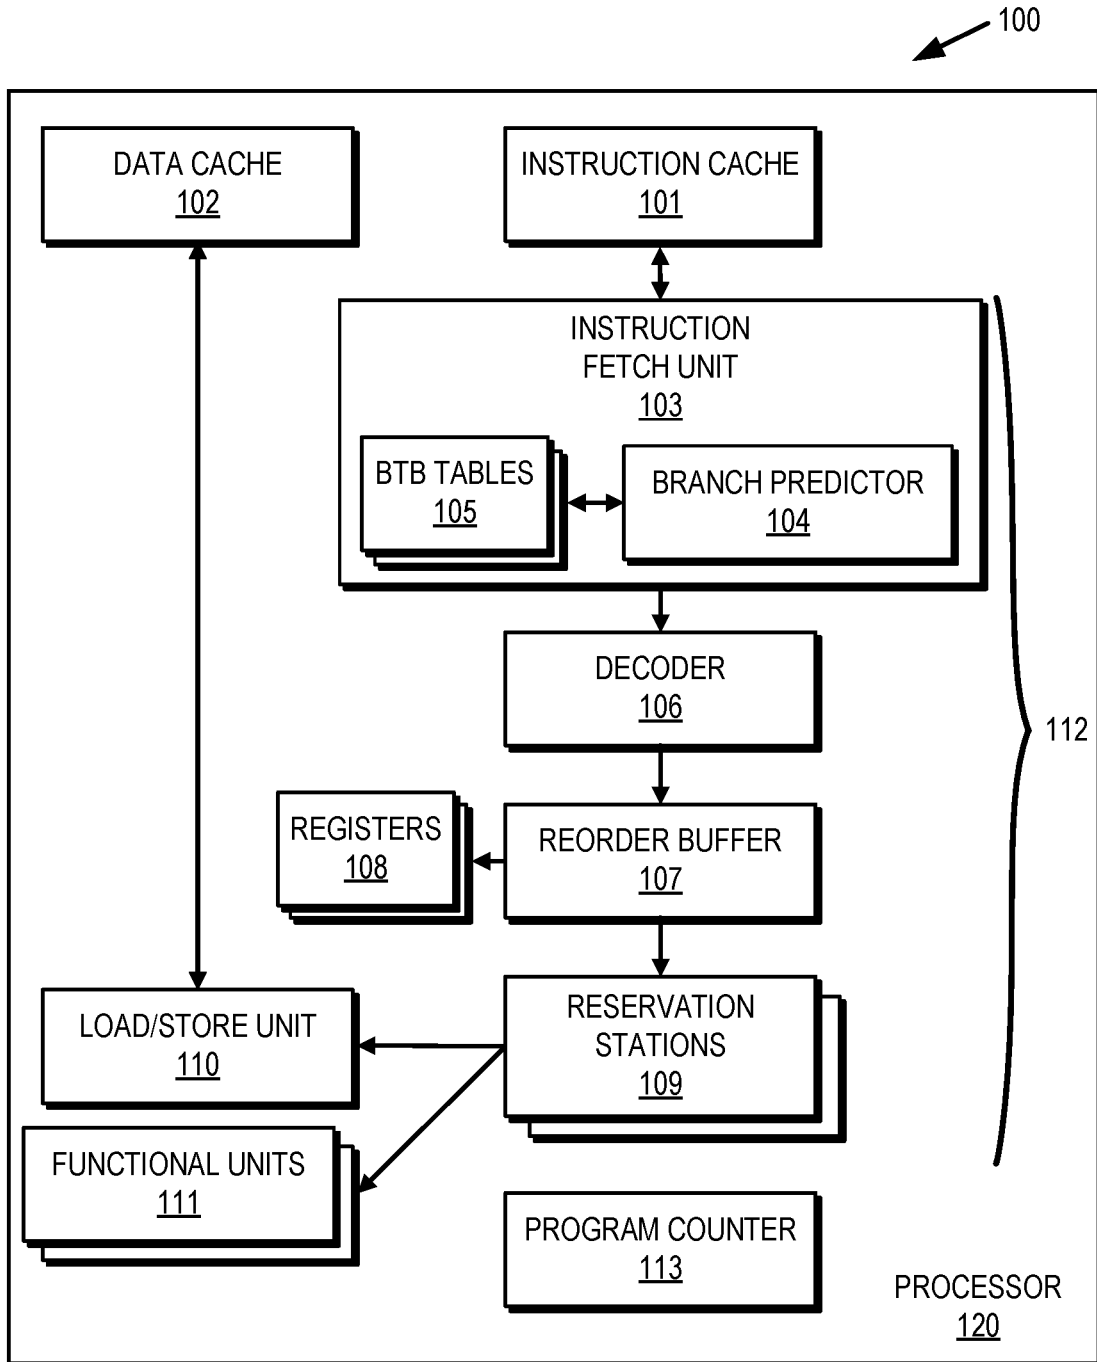 100
DATA CACHE
102
INSTRUCTION CACHE
101
INSTRUCTION
FETCH UNIT
103
BTB TABLES
105
BRANCH PREDICTOR
104
DECODER
106
112
REGISTERS
108
REORDER BUFFER
107
LOAD/STORE UNIT
110
RESERVATION
STATIONS
109
FUNCTIONAL UNITS
111
PROGRAM COUNTER
113
PROCESSOR
120